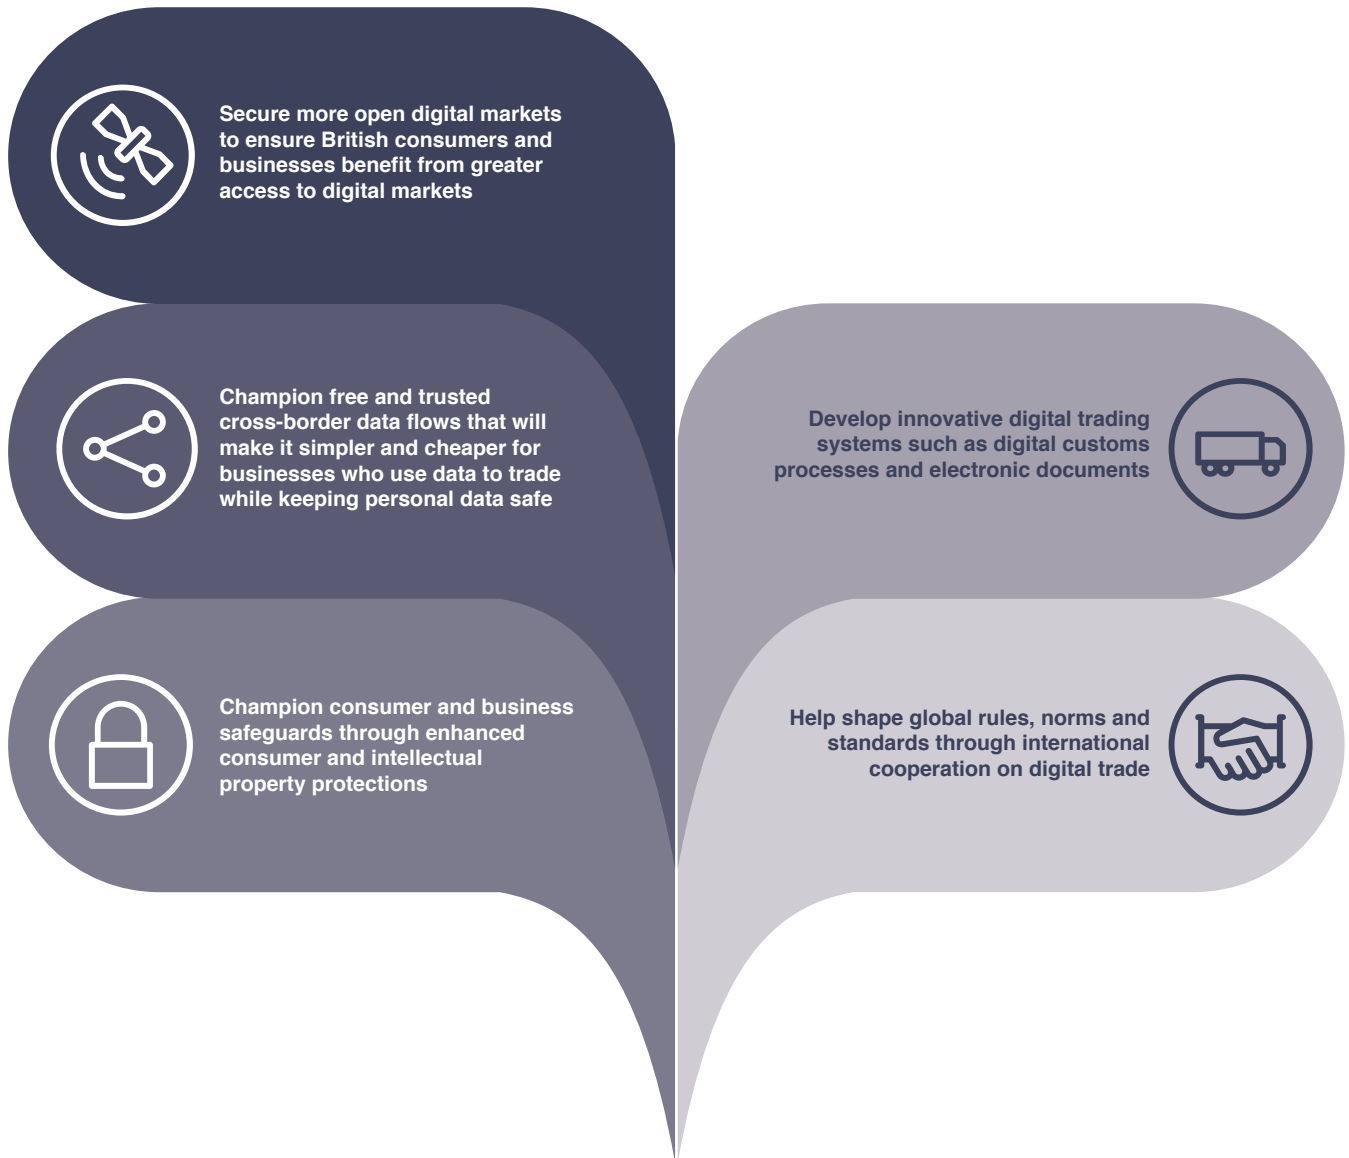 Secure more open digital markets
to ensure British consumers and
businesses benefit from greater
access to digital markets
Champion free and trusted
cross-border data flows that will
make it simpler and cheaper for
businesses who use data to trade
while keeping personal data safe
Champion consumer and business
safeguards through enhanced
consumer and intellectual
property protections
Develop innovative digital trading
systems such as digital customs
processes and electronic documents
Help shape global rules, norms and
standards through international
cooperation on digital trade